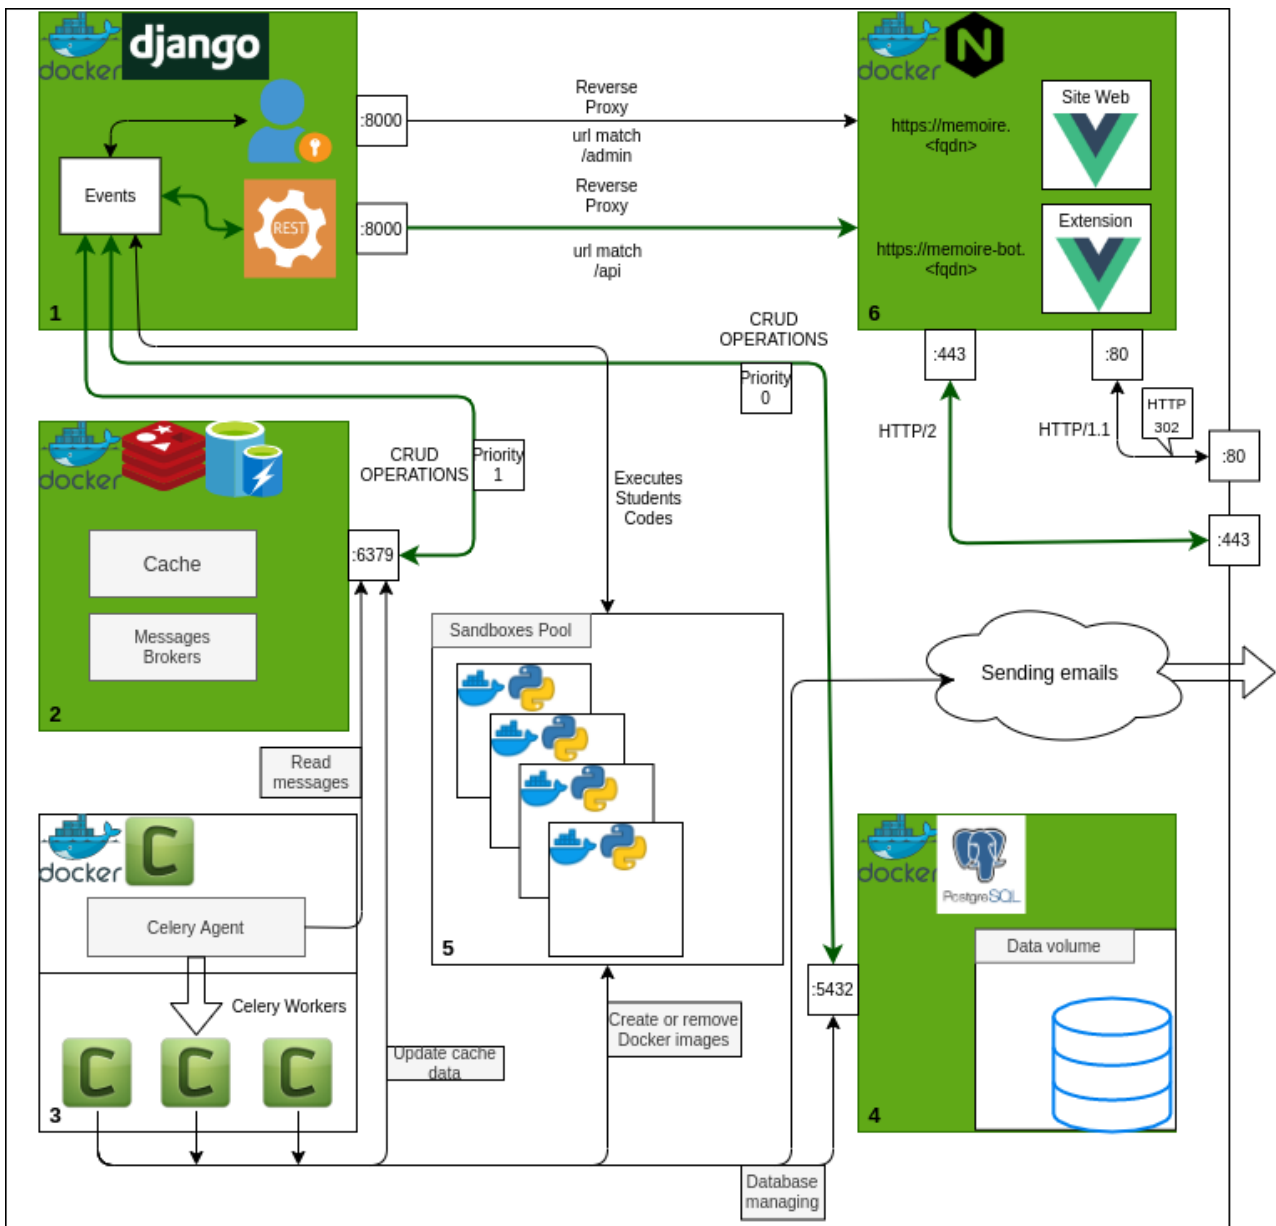 docker
django
:8000
Events
REST
:8000
1
Reverse
Proxy
url match
/admin
Reverse
Proxy
url match
/api
docker
N
Site Web
https://memoire.
<fqdn>
Extension
https://memoire-bot.
<fqdn>
6
:443
:80
HTTP/2
HTTP/1.1
HTTP
302
:80
:443
CRUD
OPERATIONS
Priority
0
docker
CRUD
OPERATIONS
Priority
1
:6379
Cache
Messages
Brokers
2
Executes
Students
Codes
Sandboxes Pool
5
Sending emails
Read
messages
docker
C
Celery Agent
Celery Workers
C
C
C
3
Update cache
data
Create or remove
Docker images
docker
PostgreSQL
Data volume
:5432
4
Database
managing